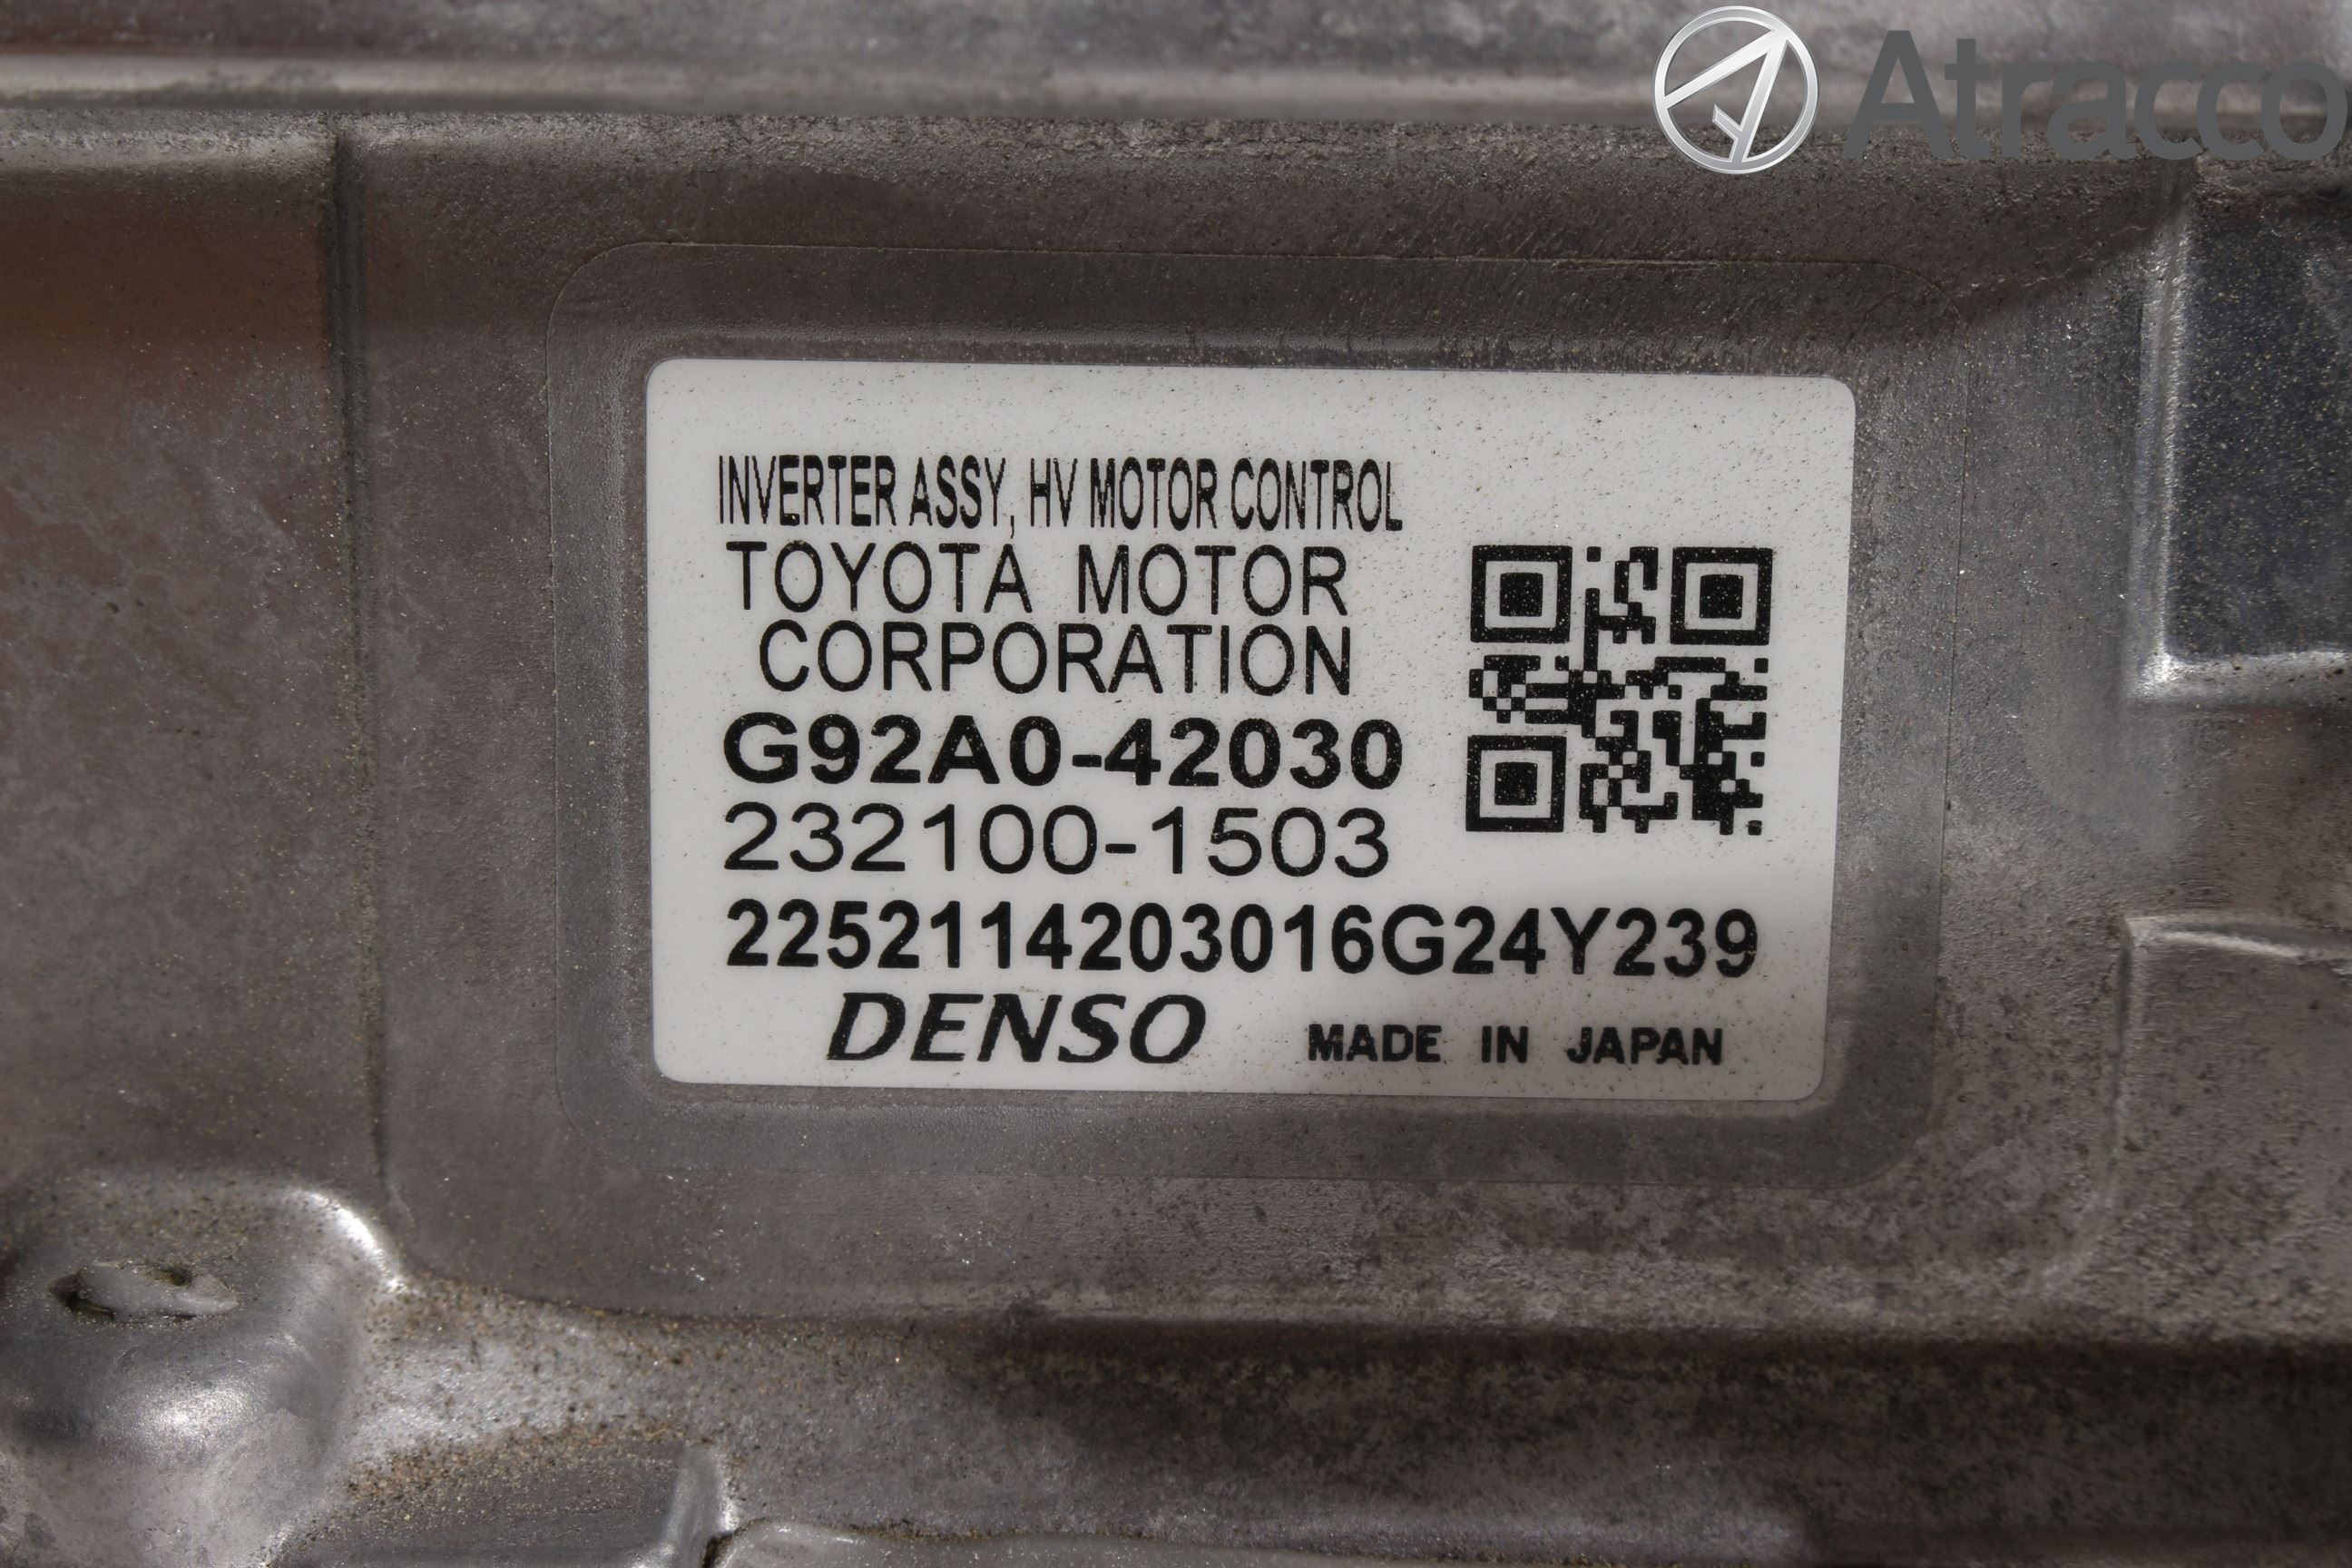 Atracco
INVERTER ASSY, HV MOTOR CONTROL
TOYOTA MOTOR
CORPORATION
G92A0-42030
232100-1503
2252114203016G24Y239
DENSO MADE IN JAPAN